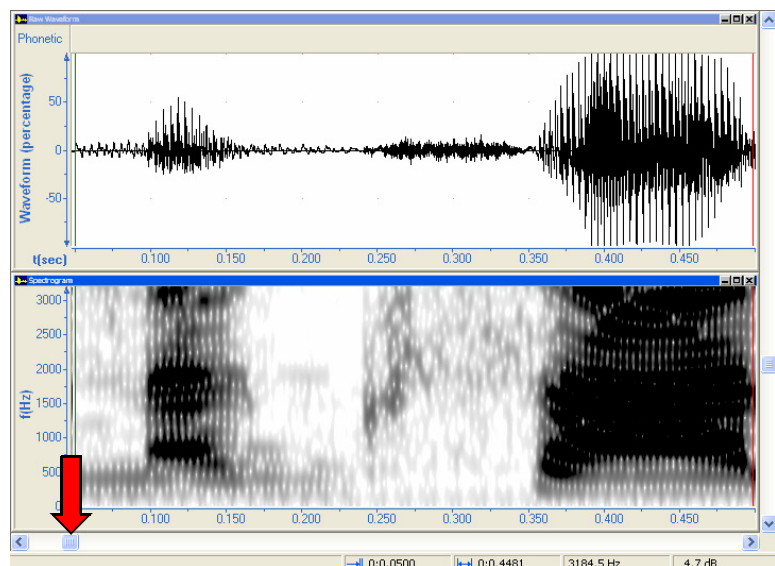 Raw Waveform
Phonetic
Waveform (percentage)
50
0
-50
t(sec) 0.100 0.150 0.200 0.250 0.300 0.350 0.400 0.450
Spectrogram
f(Hz)
3000
2500
2000
1500
1000
500
0
0.100 0.150 0.200 0.250 0.300 0.350 0.400 0.450
0:0.0500 0:0.4481 3184.5 Hz 4.7 dB